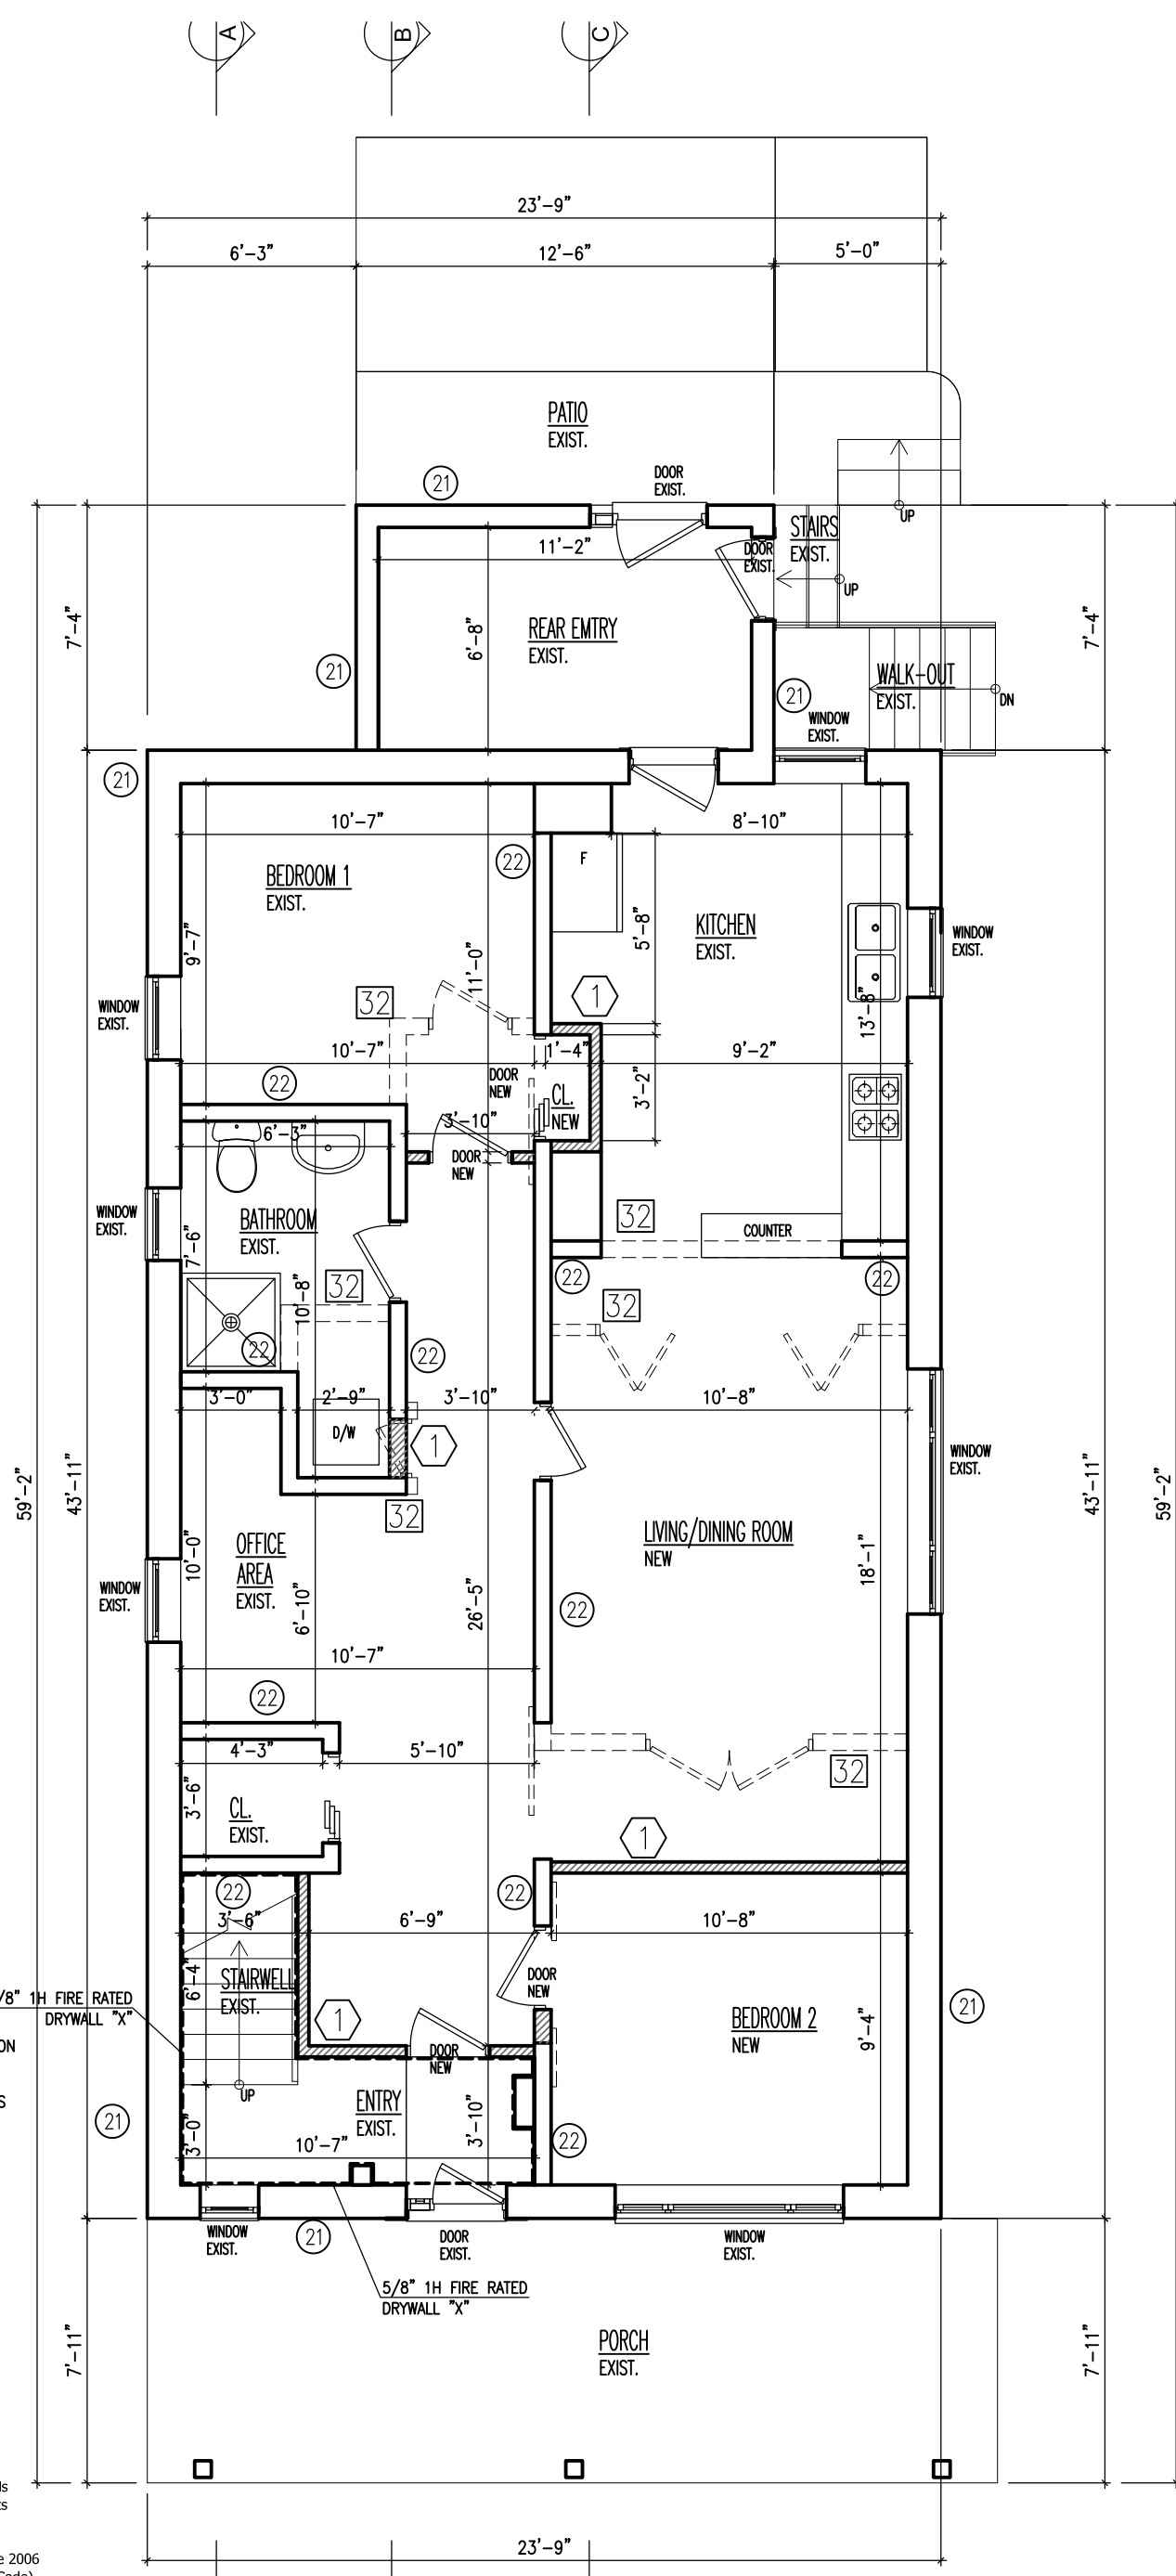 A
B
C
23'-9"
6'-3"
12'-6"
5'-0"
PATIO
EXIST.
21
DOOR
EXIST.
UP
STAIRS
EXIST.
11'-2"
DOOR
EXIST.
UP
7'-4"
6'-8"
REAR EMTRY
EXIST.
7'-4"
21
21
WALK-OUT
EXIST.
DN
WINDOW
EXIST.
21
10'-7"
8'-10"
22
F
BEDROOM 1
EXIST.
KITCHEN
EXIST.
9'-7"
11'-0"
5'-8"
WINDOW
EXIST.
32
1
WINDOW
EXIST.
13'-8"
10'-7"
1'-4"
9'-2"
22
DOOR
NEW
CL.
NEW
3'-2"
6'-3"
3'-10"
DOOR
NEW
WINDOW
EXIST.
BATHROOM
EXIST.
32
COUNTER
7'-6"
10'-8"
32
22
22
32
22
22
3'-0"
2'-9"
3'-10"
10'-8"
D/W
1
WINDOW
EXIST.
59'-2"
43'-11"
43'-11"
59'-2"
32
OFFICE
AREA
EXIST.
LIVING/DINING ROOM
NEW
10'-0"
6'-10"
26'-5"
18'-1"
WINDOW
EXIST.
22
10'-7"
22
4'-3"
5'-10"
32
3'-6"
CL.
EXIST.
1
22
22
3'-6"
6'-9"
10'-8"
6'-4"
STAIRWELL
EXIST.
DOOR
NEW
/8" 1H FIRE RATED
DRYWALL "X"
21
1
BEDROOM 2
NEW
9'-4"
ON
DOOR
NEW
UP
S
ENTRY
EXIST.
21
3'-0"
10'-7"
3'-10"
22
WINDOW
EXIST.
21
DOOR
EXIST.
WINDOW
EXIST.
5/8" 1H FIRE RATED
DRYWALL "X"
7'-11"
PORCH
EXIST.
7'-11"
ls
ts
23'-9"
e 2006